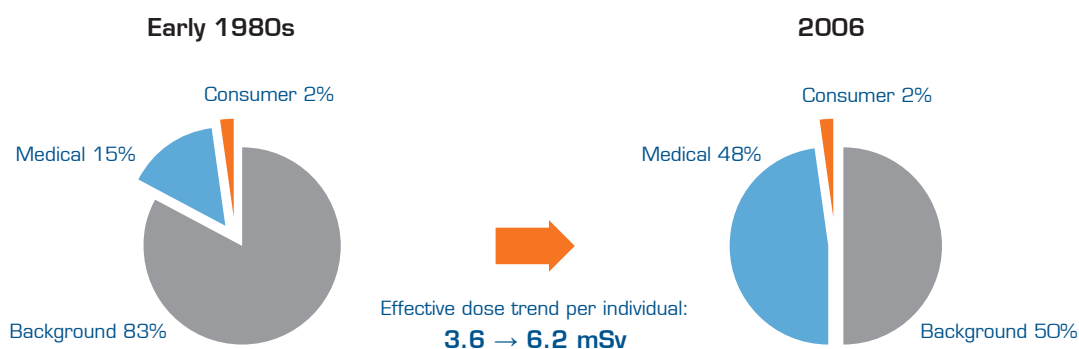 Early 1980s
Consumer 2%
Medical 15%
Background 83%
Effective dose trend per individual:
3.6 → 6.2 mSv
2006
Consumer 2%
Medical 48%
Background 50%